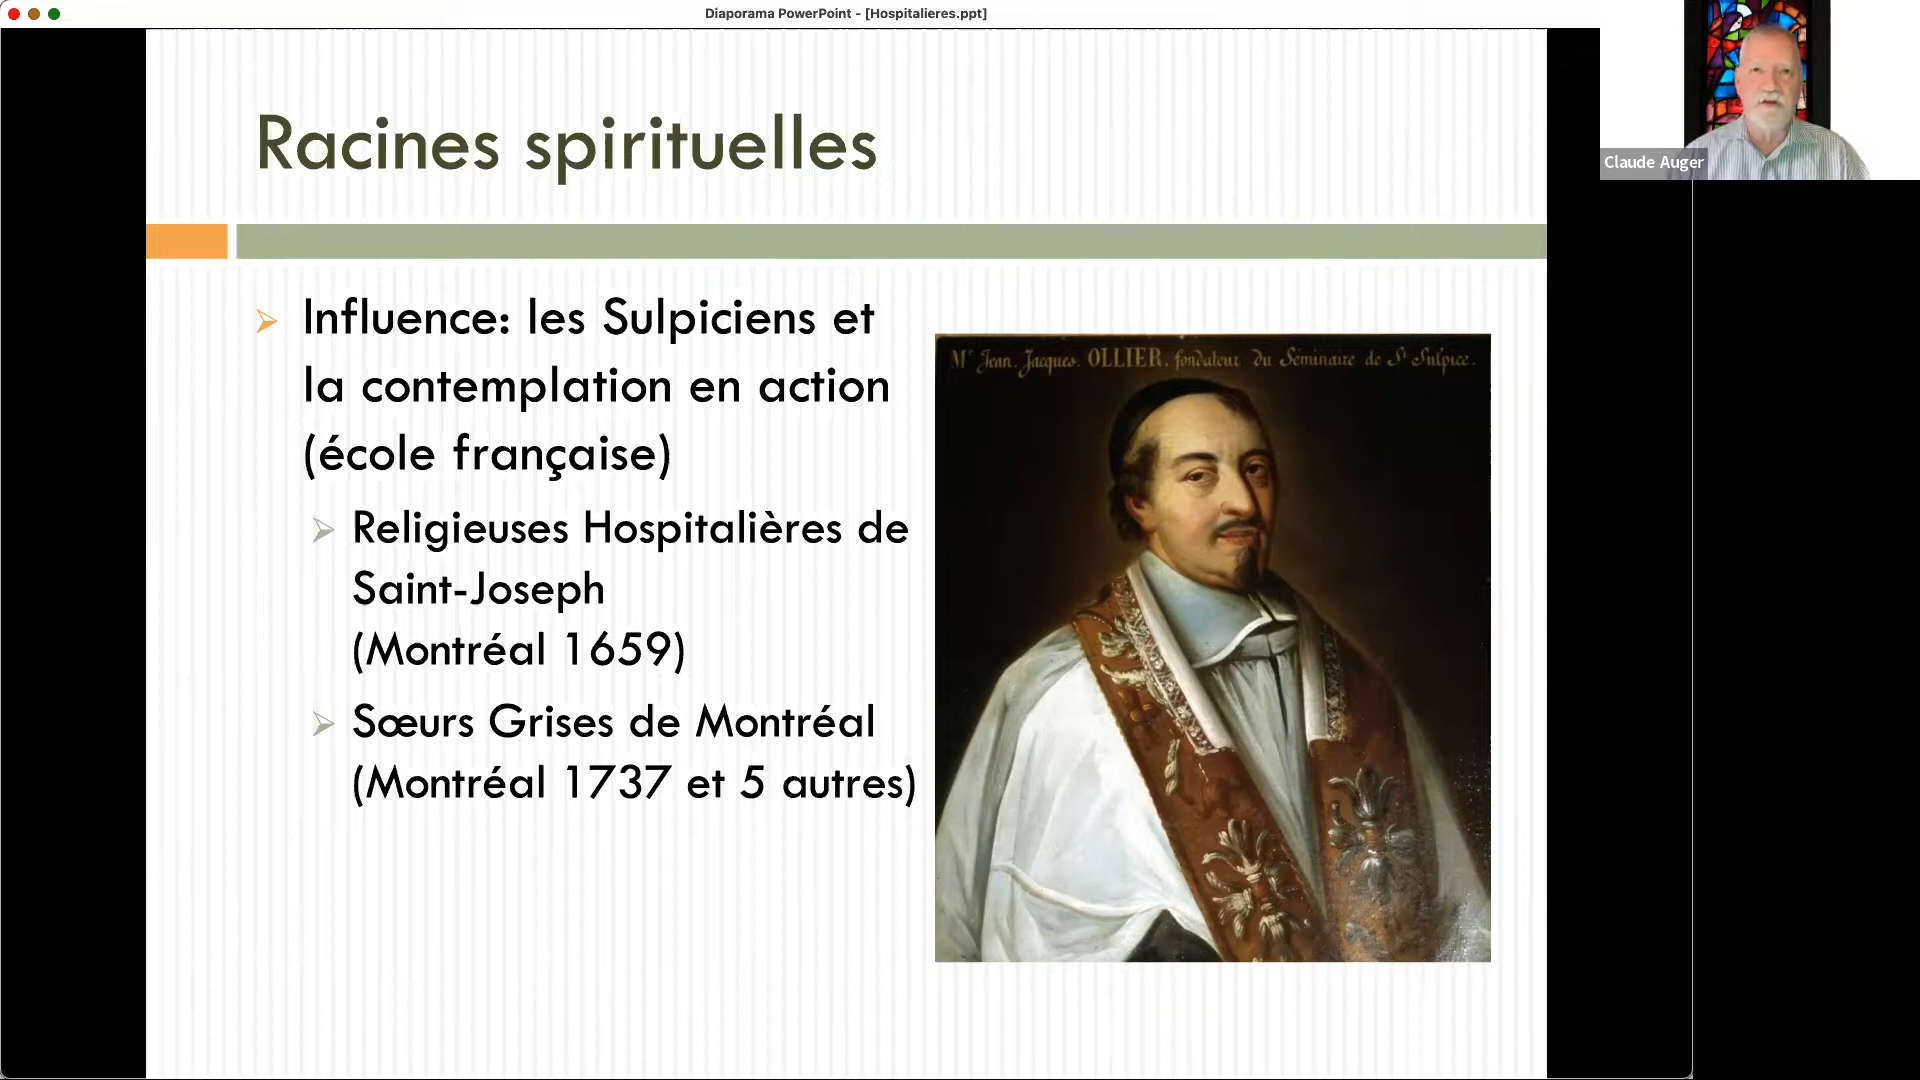 Diaporama PowerPoint - [Hospitalieres.ppt]
Claude Auger
Racines spirituelles
Influence: les Sulpiciens et
la contemplation en action
(école française)
Religieuses Hospitalières de
Saint-Joseph
(Montréal 1659)
Sœurs Grises de Montréal
(Montréal 1737 et 5 autres)
Mr Jean Jacques OLLIER. fondateur du Séminaire de St Sulpice.